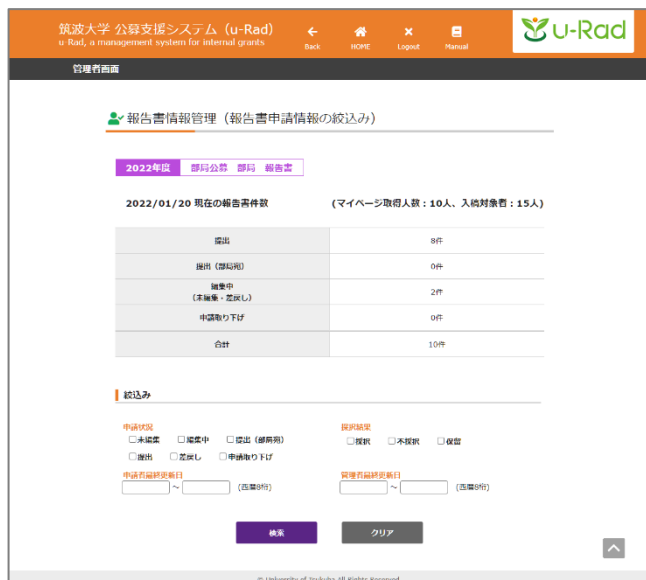 筑波大学 公募支援システム（u-Rad）
u-Rad, a management system for internal grants
Back HOME Logout Manual
u-Rad
管理者画面
報告書情報管理（報告書申請情報の絞込み）
2022年度 部局公募 部局 報告書
2022/01/20 現在の報告書件数 (マイページ取得人数：10人、入稿対象者：15人)
提出 8件
提出（部局宛） 0件
編集中 2件
(未編集・差戻し)
申請取り下げ 0件
合計 10件
絞込み
申請状況 採択結果
未編集 編集中 提出（部局宛） 採択 不採択 保留
提出 差戻し 申請取り下げ
申請者最終更新日 管理者最終更新日
～ (西暦8桁) ～ (西暦8桁)
検索 クリア
© University of Tsukuba All Rights Reserved